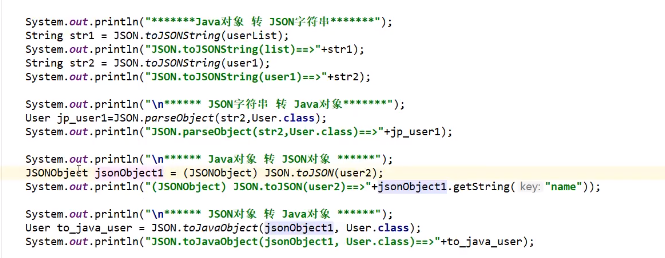 System.out.println("*******Java对象 转 JSON字符串*******");
String str1 = JSON.toJSONString(userList);
System.out.println("JSON.toJSONString(list)==>"+str1);
String str2 = JSON.toJSONString(user1);
System.out.println("JSON.toJSONString(user1)==>"+str2);
System.out.println("\n****** JSON字符串 转 Java对象*******");
User jp_user1=JSON.parseObject(str2,User.class);
System.out.println("JSON.parseObject(str2,User.class)==>"+jp_user1);
System.out.println("\n****** Java对象 转 JSON对象 ******");
JSONObject jsonObject1 = (JSONObject) JSON.toJSON(user2);
System.out.println("(JSONObject) JSON.toJSON(user2)==>"+jsonObject1.getString( key: "name"));
System.out.println("\n****** JSON对象 转 Java对象 ******");
User to_java_user = JSON.toJavaObject(jsonObject1, User.class);
System.out.println("JSON.toJavaObject(jsonObject1, User.class)==>"+to_java_user);